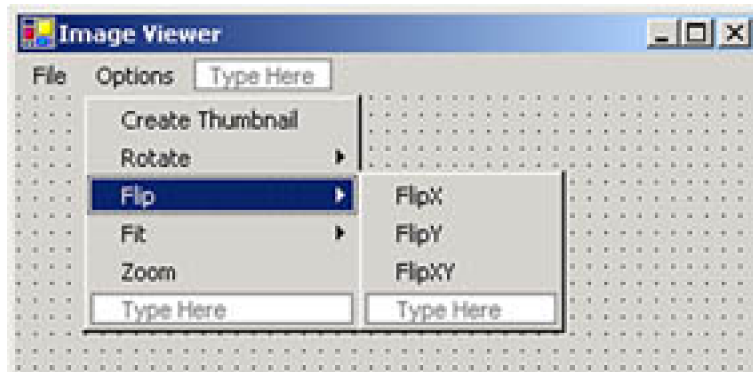 Image Viewer
File Options Type Here
Create Thumbnail
Rotate
Flip
Fit
Zoom
Type Here
FlipX
FlipY
FlipXY
Type Here